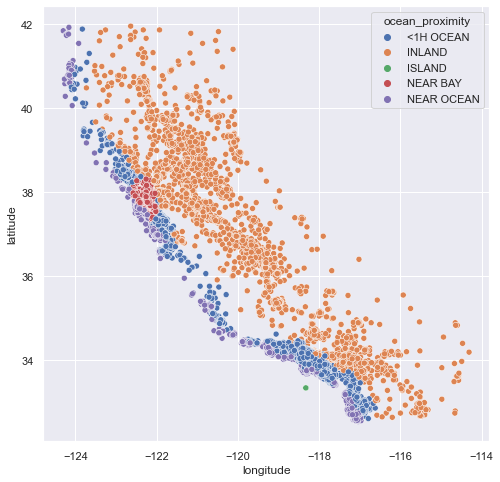 ocean_proximity
<1H OCEAN
INLAND
ISLAND
NEAR BAY
NEAR OCEAN
42
40
38
36
34
latitude
−124
−122
−120
−118
−116
−114
longitude